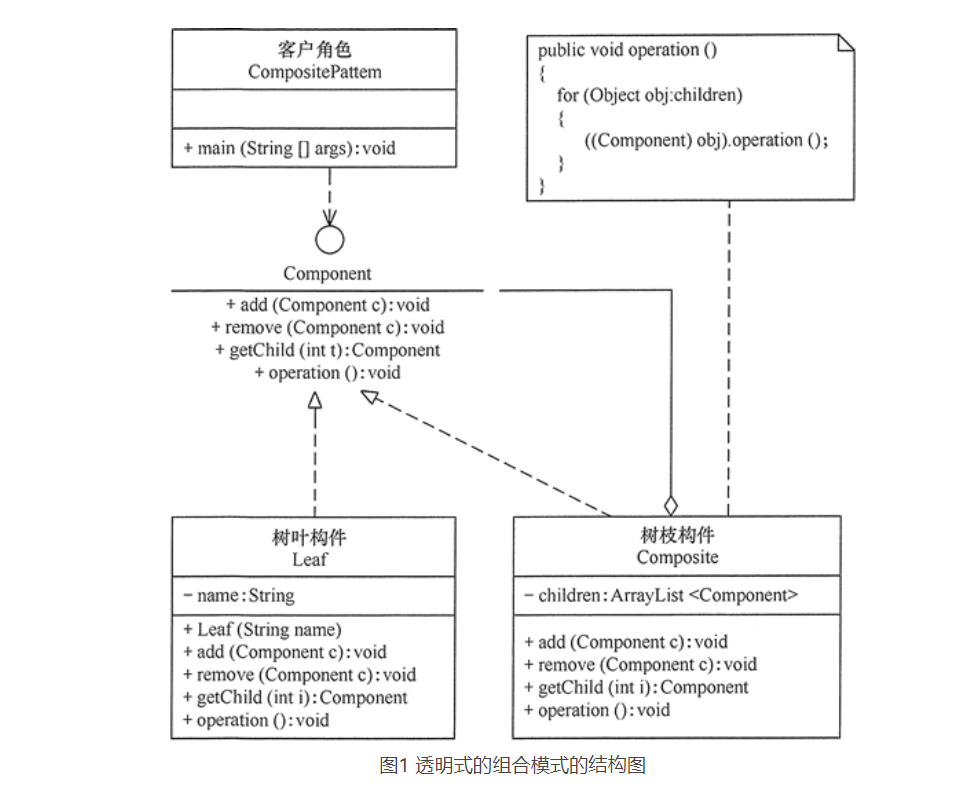 客户角色
CompositePattem
+ main (String [] args):void
public void operation ()
{
for (Object obj:children)
{
((Component) obj).operation ();
}
}
Component
+ add (Component c):void
+ remove (Component c):void
+ getChild (int t):Component
+ operation ():void
树叶构件
Leaf
− name:String
+ Leaf (String name)
+ add (Component c):void
+ remove (Component c):void
+ getChild (int i):Component
+ operation ():void
树枝构件
Composite
− children:ArrayList <Component>
+ add (Component c):void
+ remove (Component c):void
+ getChild (int i):Component
+ operation ():void
图1 透明式的组合模式的结构图